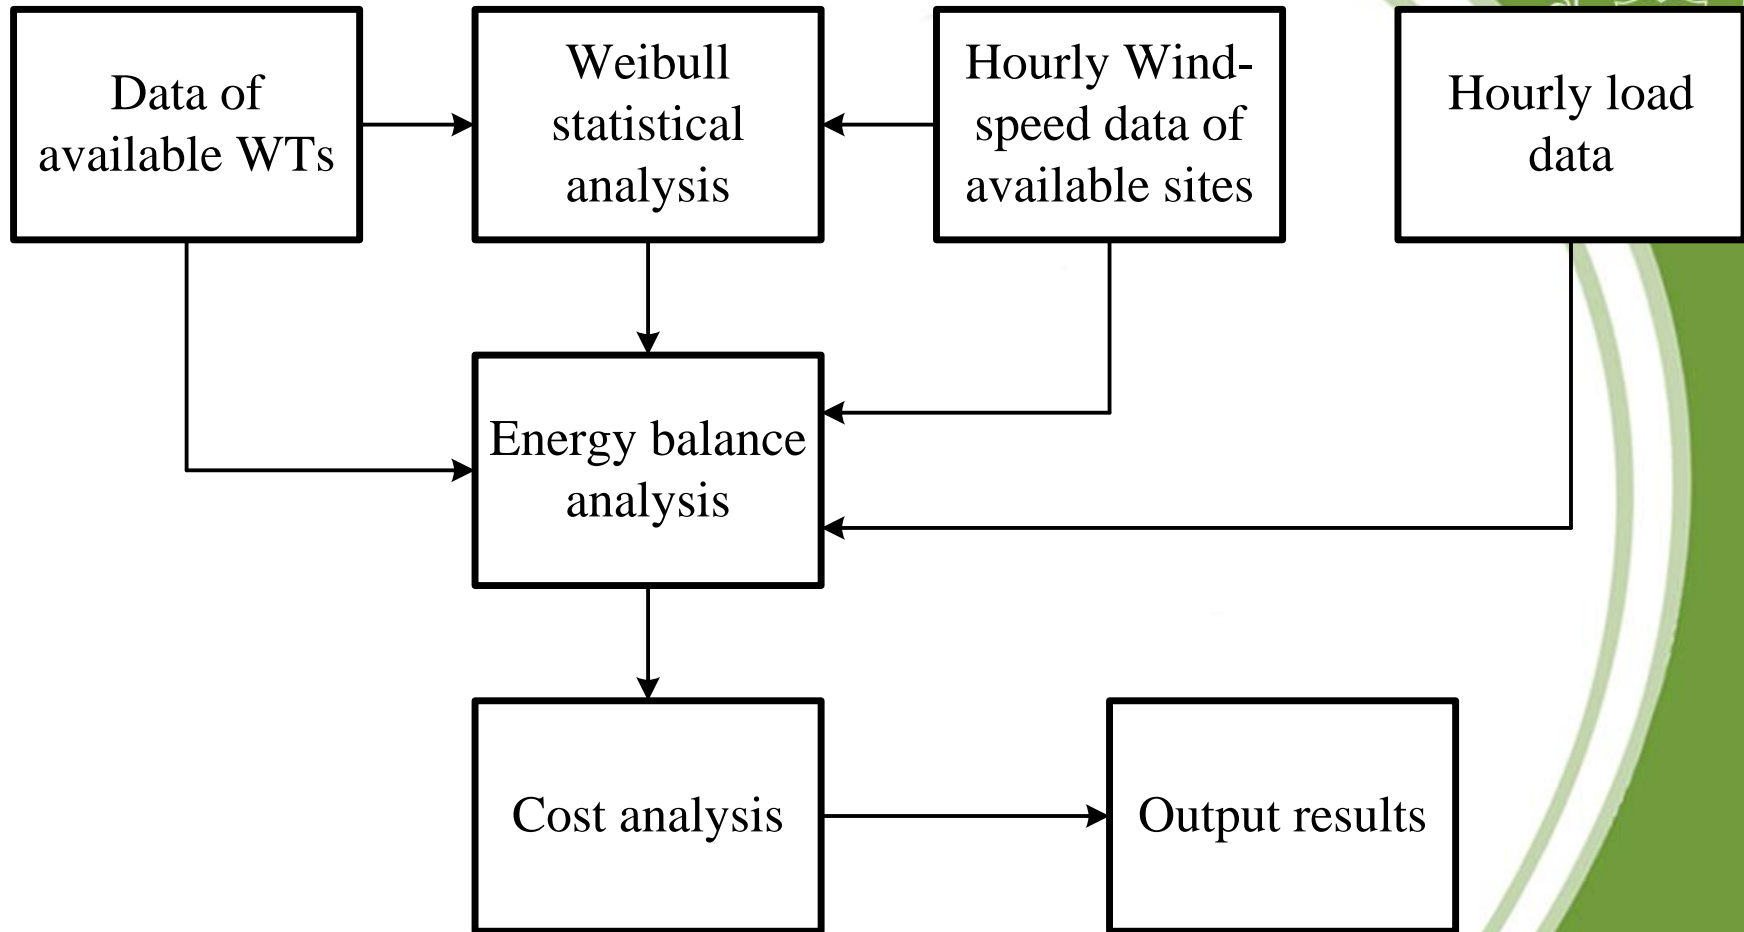 Data of
available WTs
Weibull
statistical
analysis
Hourly Wind-
speed data of
available sites
Hourly load
data
Energy balance
analysis
Cost analysis
Output results